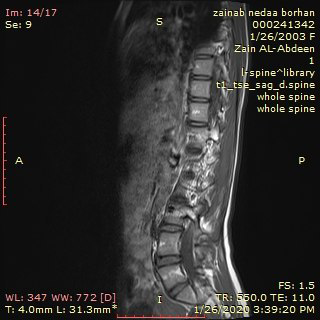 Im: 14/17
Se: 9
zainab nedaa borhan
000241342
1/26/2003 F
Zain AL-Abdeen
1
l-spine^library
t1_tse_sag_d.spine
whole spine
whole spine
S
A
P
I
WL: 347 WW: 772 [D]
T: 4.0mm L: 31.3mm*
FS: 1.5
TR: 550.0 TE: 11.0
1/26/2020 3:39:20 PM